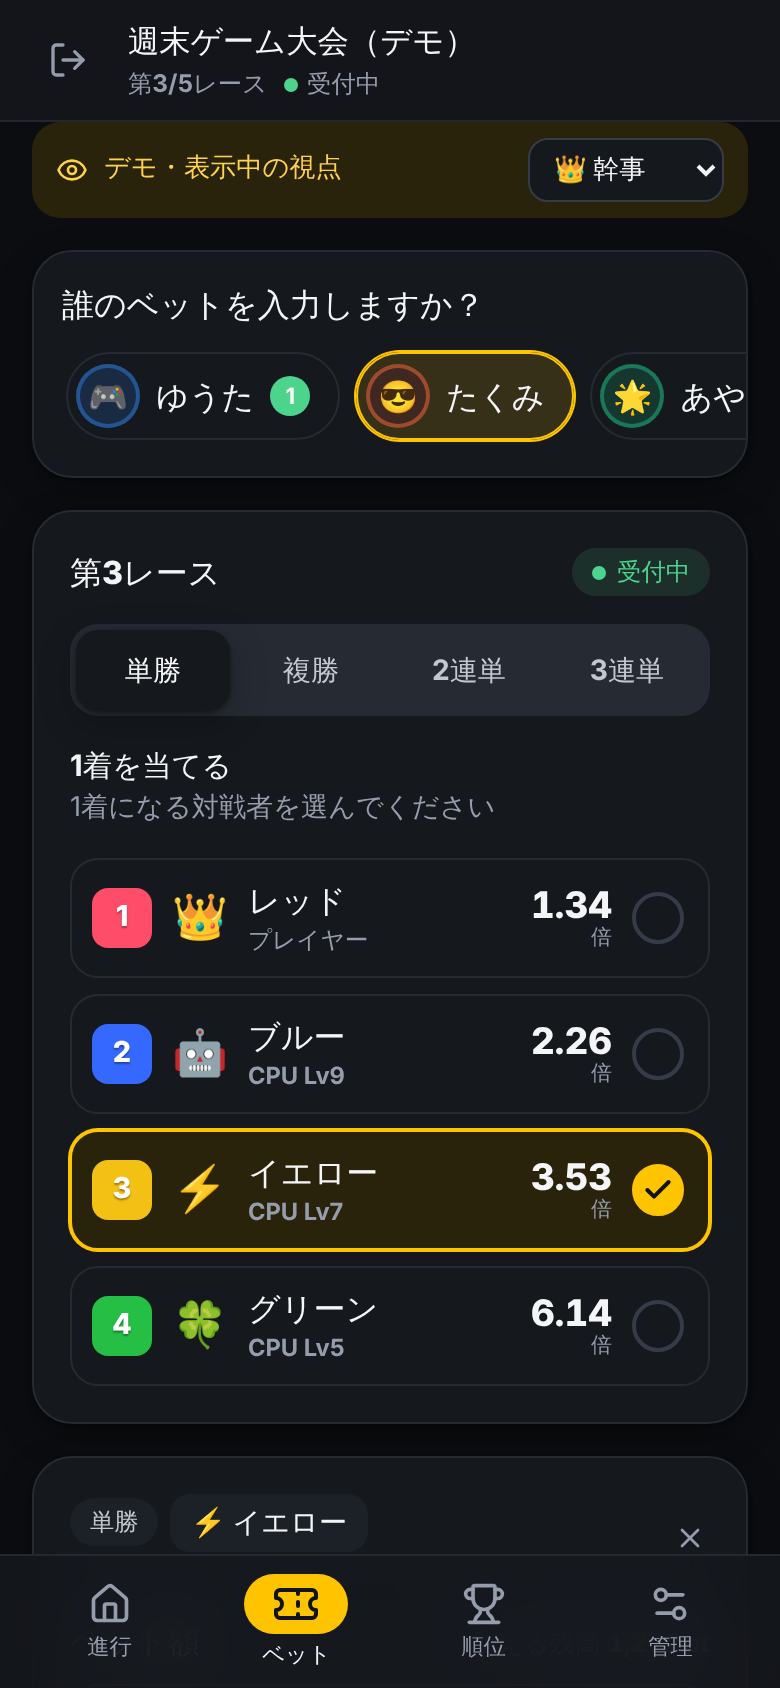 週末ゲーム大会（デモ）
第3/5レース 受付中
デモ・表示中の視点
幹事
誰のベットを入力しますか？
ゆうた 1
たくみ
あや
第3レース
受付中
単勝 複勝 2連単 3連単
1着を当てる
1着になる対戦者を選んでください
1 レッド 1.34
プレイヤー 倍
2 ブルー 2.26
CPU Lv9 倍
3 イエロー 3.53
CPU Lv7 倍
4 グリーン 6.14
CPU Lv5 倍
単勝 イエロー
進行 ベット 順位 管理